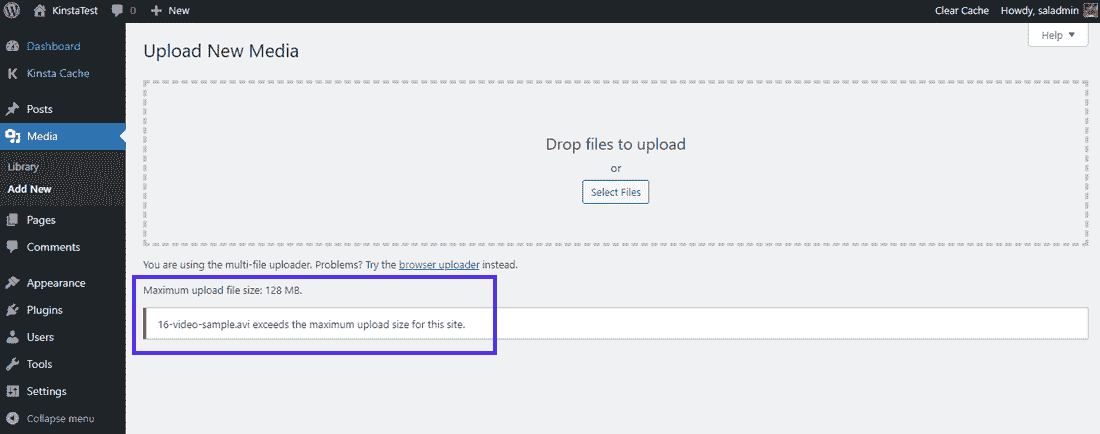 KinstaTest 0 + New Clear Cache Howdy, saladmin
Help ▼
Dashboard
Kinsta Cache
Posts
Media
Library
Add New
Pages
Comments
Appearance
Plugins
Users
Tools
Settings
Collapse menu
Upload New Media
Drop files to upload
or
Select Files
You are using the multi-file uploader. Problems? Try the browser uploader instead.
Maximum upload file size: 128 MB.
16-video-sample.avi exceeds the maximum upload size for this site.